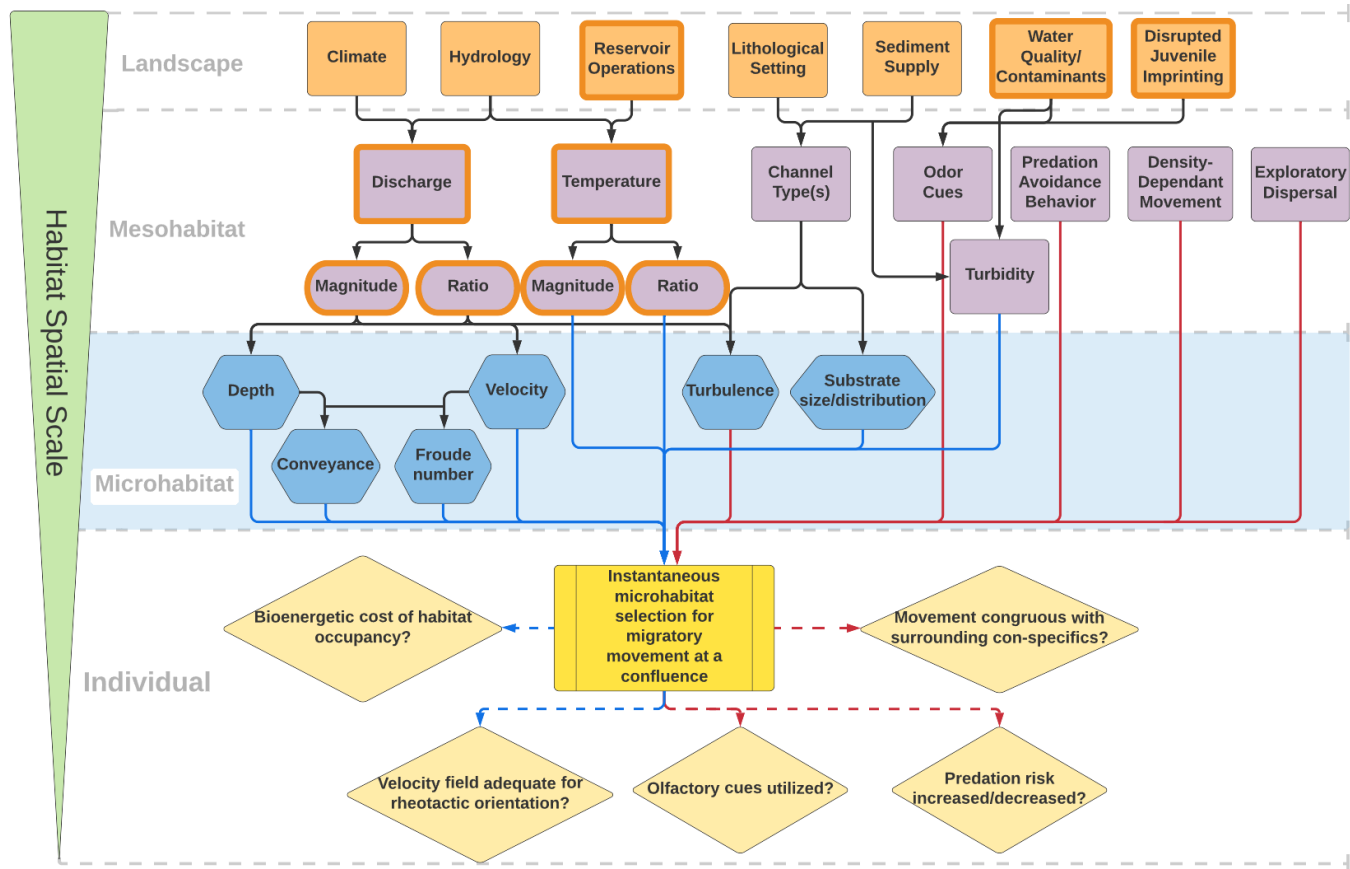 Habitat Spatial Scale
Landscape
Climate
Hydrology
Reservoir
Operations
Lithological
Setting
Sediment
Supply
Water
Quality/
Contaminants
Disrupted
Juvenile
Imprinting
Mesohabitat
Discharge
Temperature
Channel
Type(s)
Odor
Cues
Predation
Avoidance
Behavior
Density-
Dependant
Movement
Exploratory
Dispersal
Magnitude
Ratio
Magnitude
Ratio
Turbidity
Microhabitat
Depth
Velocity
Turbulence
Substrate
size/distribution
Conveyance
Froude
number
Individual
Bioenergetic cost of habitat
occupancy?
Instantaneous
microhabitat
selection for
migratory
movement at a
confluence
Movement congruous with
surrounding con-specifics?
Velocity field adequate for
rheotactic orientation?
Olfactory cues utilized?
Predation risk
increased/decreased?